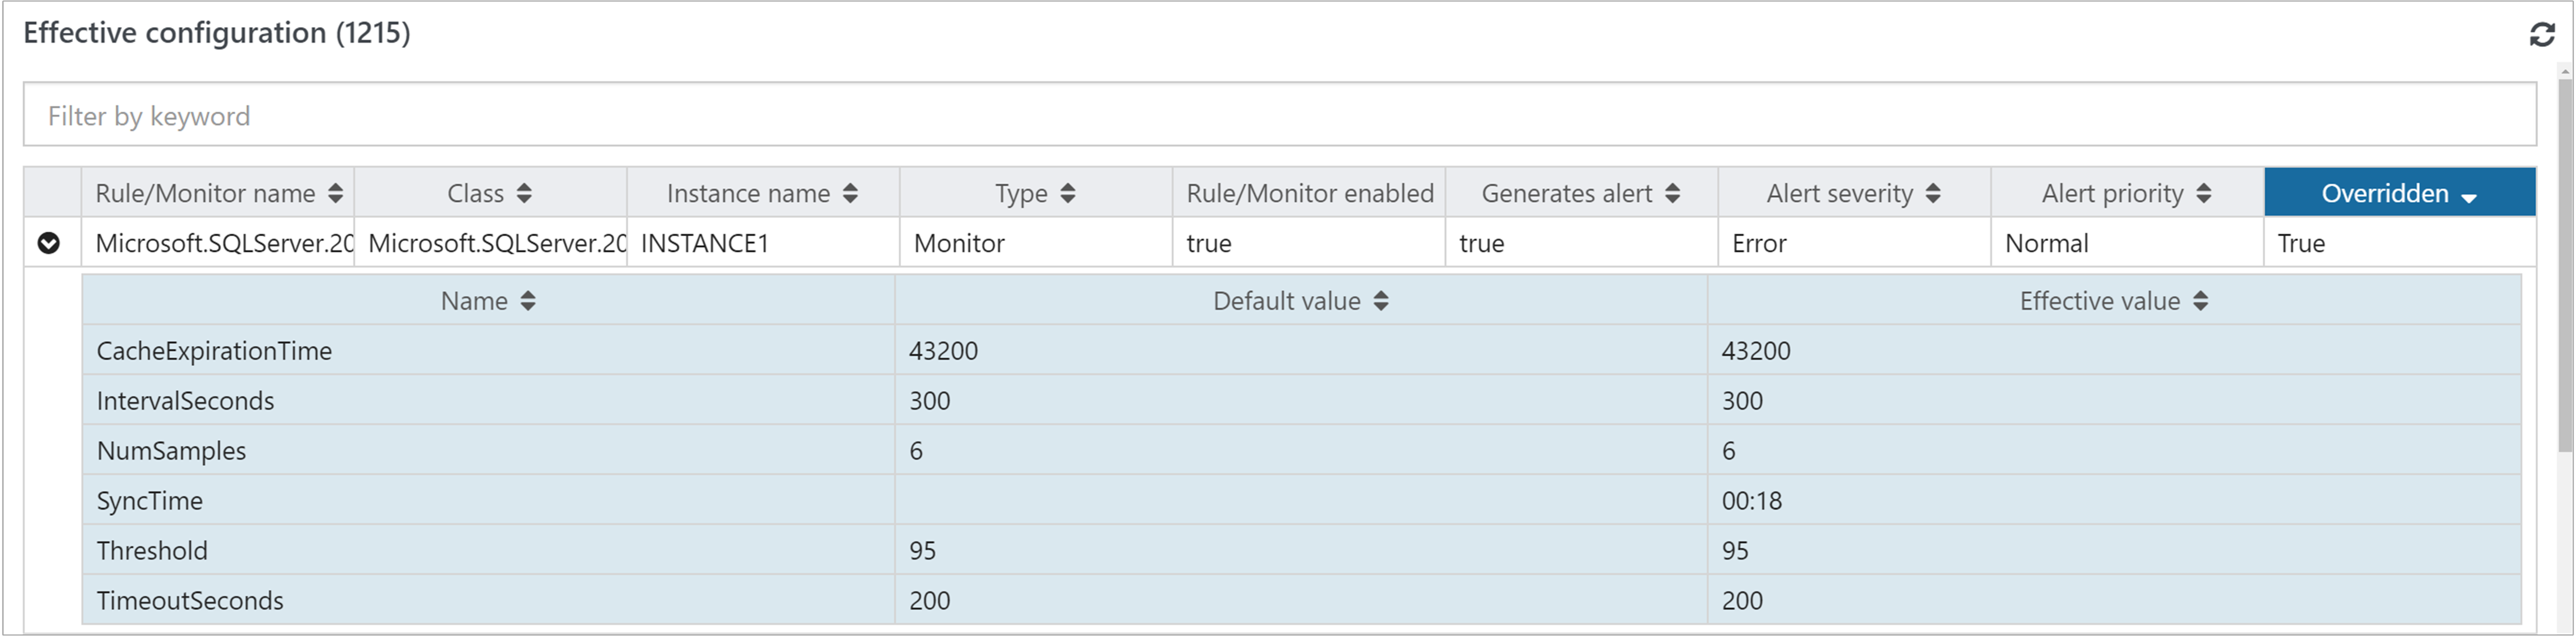 Effective configuration (1215)
Filter by keyword
Rule/Monitor name Class Instance name Type Rule/Monitor enabled Generates alert Alert severity Alert priority Overridden
Microsoft.SQLServer.20 Microsoft.SQLServer.20 INSTANCE1 Monitor true true Error Normal True
Name Default value Effective value
CacheExpirationTime 43200 43200
IntervalSeconds 300 300
NumSamples 6 6
SyncTime 00:18
Threshold 95 95
TimeoutSeconds 200 200